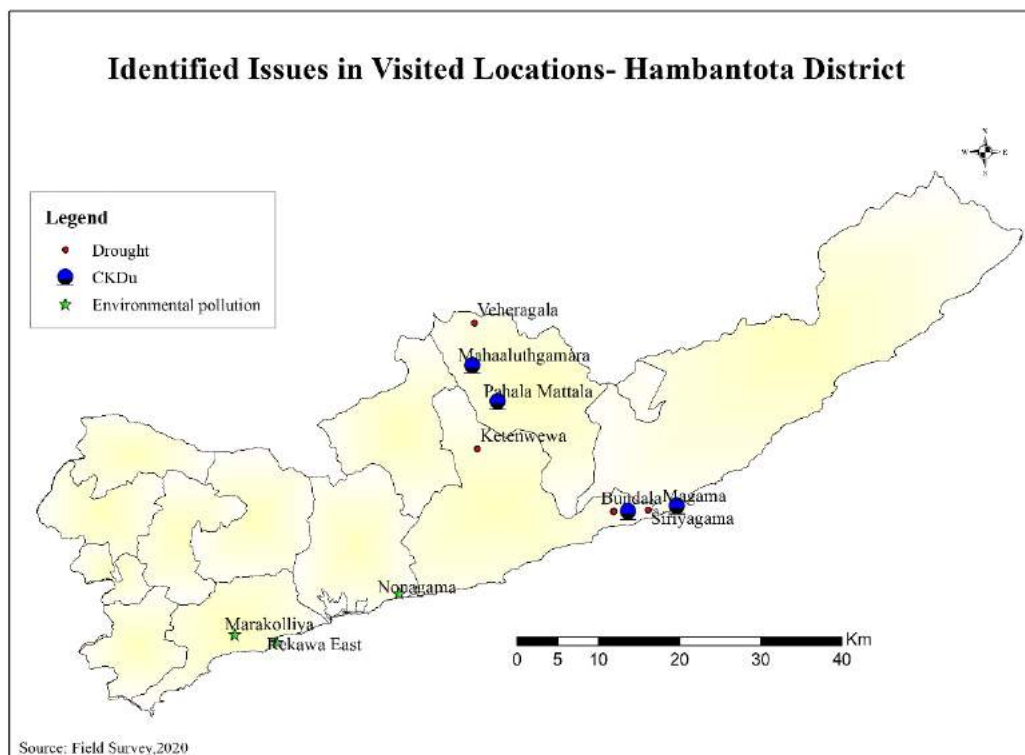 Identified Issues in Visited Locations- Hambantota District
N
W E
S
Legend
Drought
CKDu
Environmental pollution
Veheragala
Mahaaluthgamara
Pahala Mattala
Ketenwewa
Bundala
Magama
Siriyagama
Nonagama
Marakolliya
Rekawa East
Km
0 5 10 20 30 40
Source: Field Survey,2020